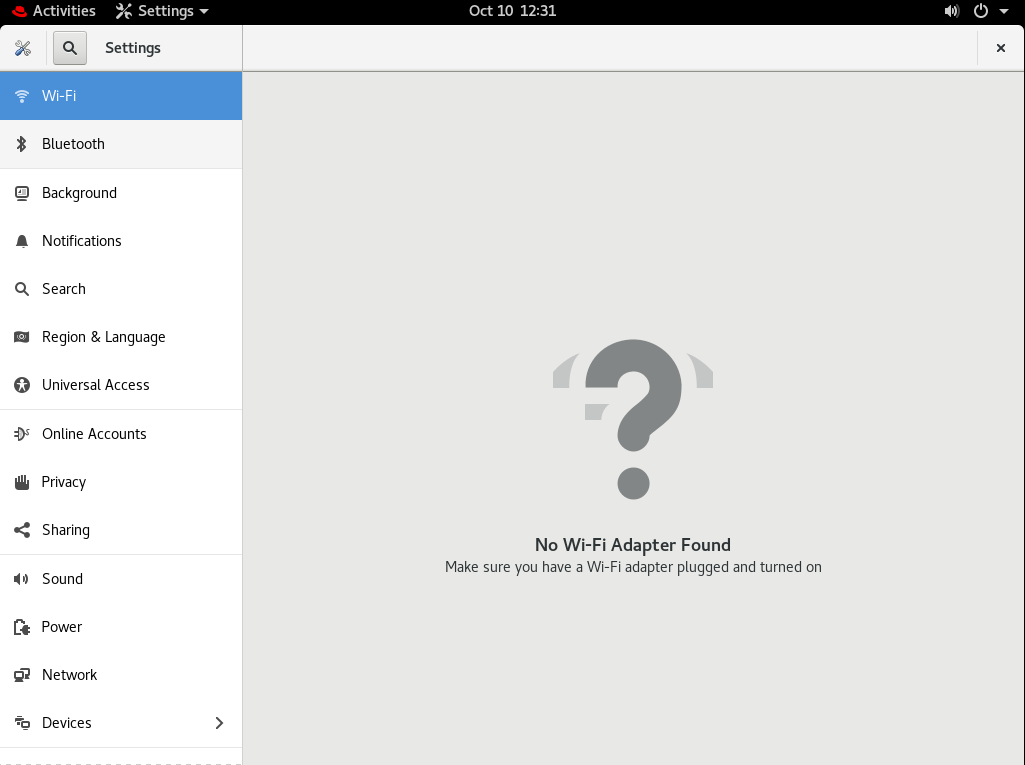 Activities Settings Oct 10 12:31
Settings
Wi-Fi
Bluetooth
Background
Notifications
Search
Region & Language
Universal Access
Online Accounts
Privacy
Sharing
Sound
Power
Network
Devices
No Wi-Fi Adapter Found
Make sure you have a Wi-Fi adapter plugged and turned on